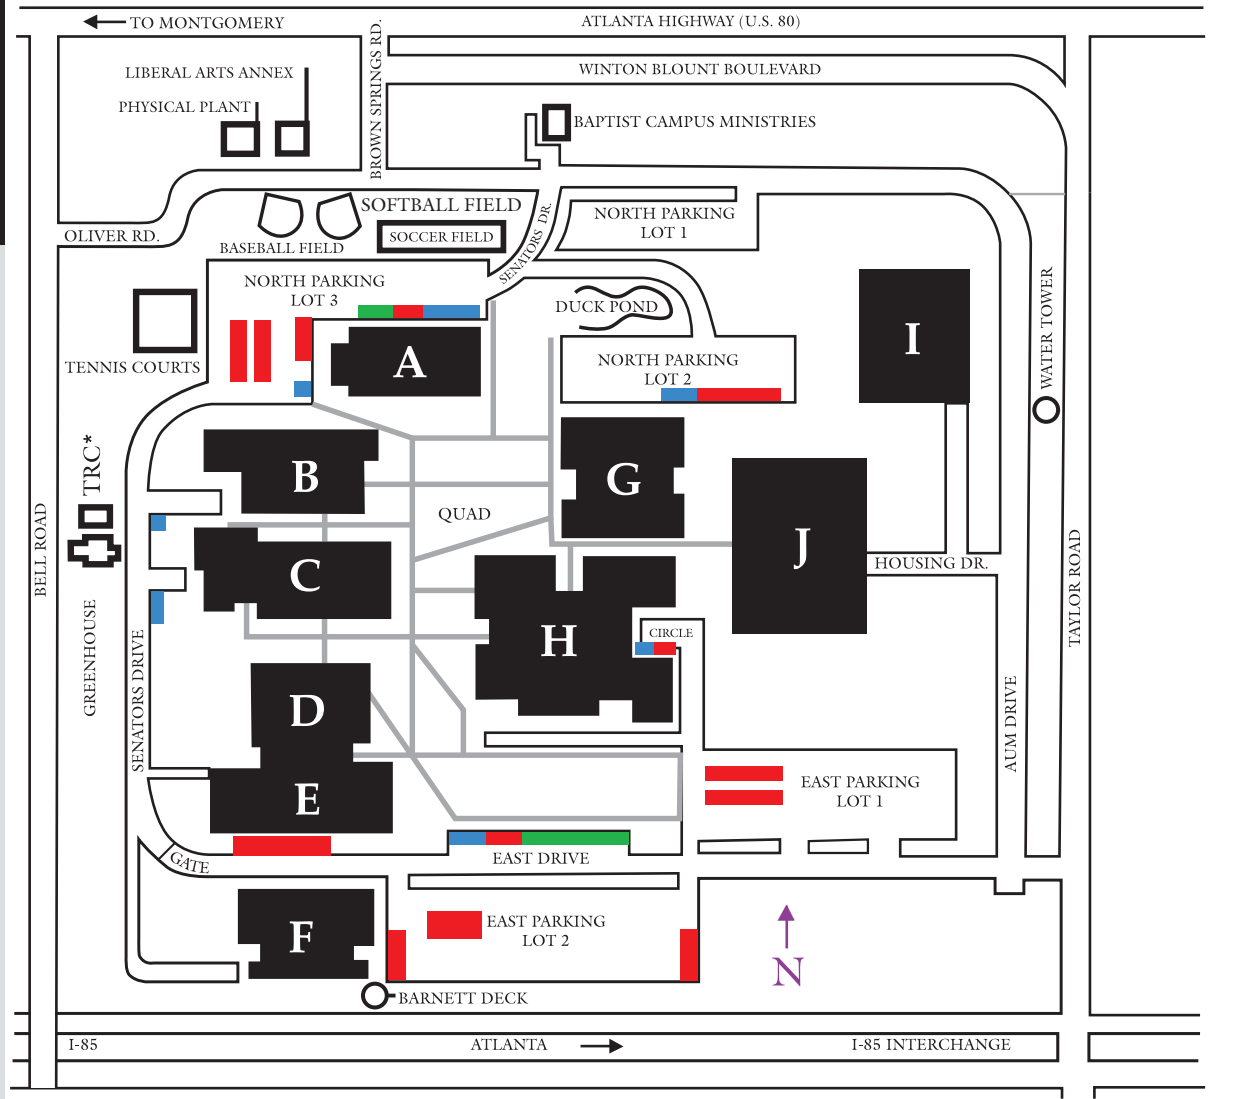 TO MONTGOMERY
ATLANTA HIGHWAY (U.S. 80)
BROWN SPRINGS RD.
WINTON BLOUNT BOULEVARD
LIBERAL ARTS ANNEX
PHYSICAL PLANT
BAPTIST CAMPUS MINISTRIES
SOFTBALL FIELD
OLIVER RD.
BASEBALL FIELD
SOCCER FIELD
SENATORS DR.
NORTH PARKING
LOT 1
NORTH PARKING
LOT 3
DUCK POND
WATER TOWER
TENNIS COURTS
A
NORTH PARKING
LOT 2
I
TRC*
B
G
QUAD
BELL ROAD
C
J
HOUSING DR.
TAYLOR ROAD
GREENHOUSE
SENATORS DRIVE
H
CIRCLE
D
AUM DRIVE
E
EAST PARKING
LOT 1
GATE
EAST DRIVE
F
EAST PARKING
LOT 2
N
BARNETT DECK
I-85
ATLANTA
I-85 INTERCHANGE